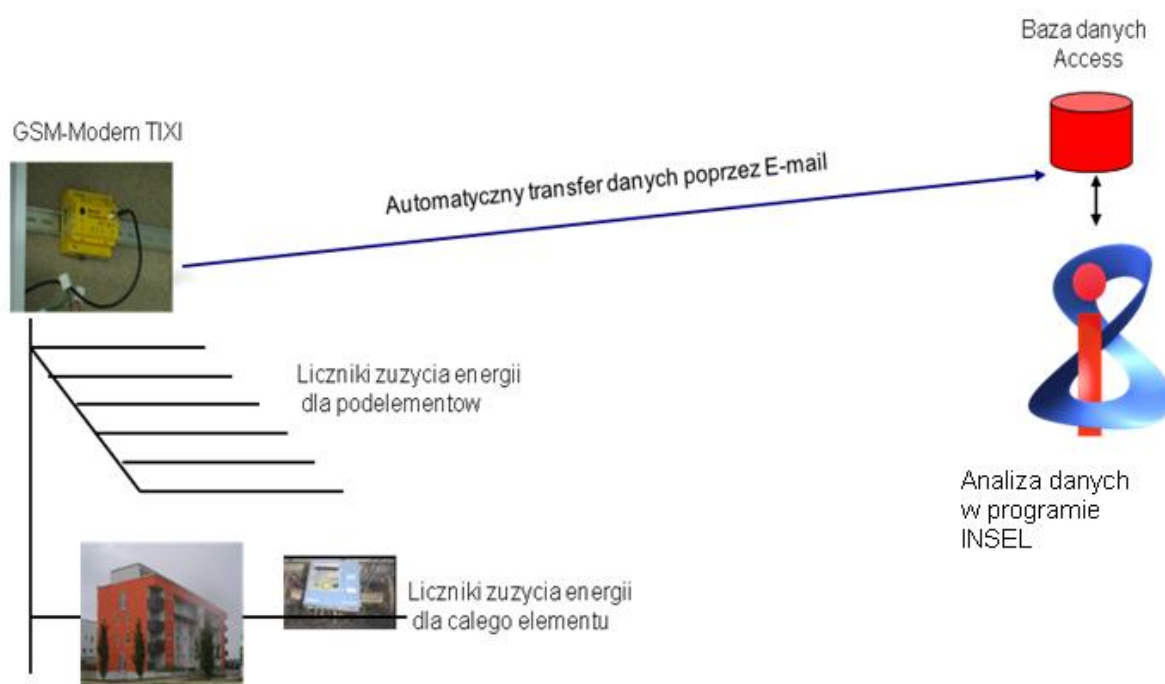 Baza danych
Access
GSM-Modem TIXI
Automatyczny transfer danych poprzez E-mail
Liczniki zuzycia energii
dla podelementow
Analiza danych
w programie
INSEL
Liczniki zuzycia energii
dla calego elementu